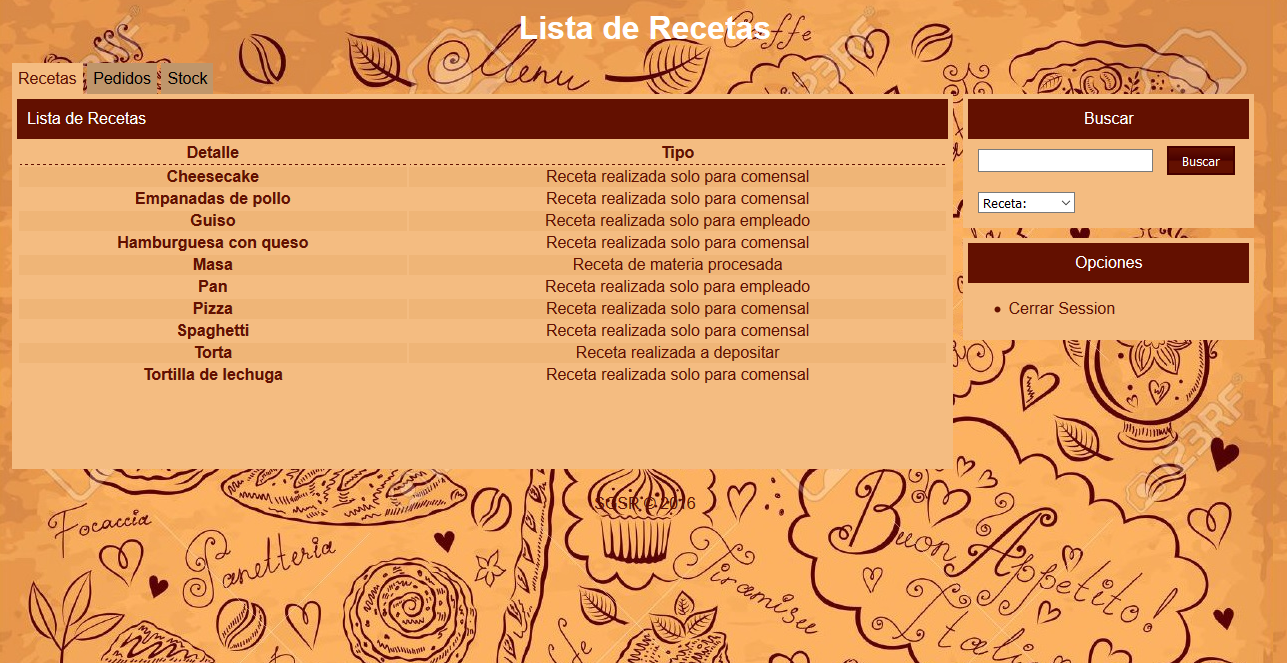 Lista de Recetas
Caffe
Menu
Recetas Pedidos Stock
Lista de Recetas
Detalle Tipo
Cheesecake Receta realizada solo para comensal
Empanadas de pollo Receta realizada solo para comensal
Guiso Receta realizada solo para empleado
Hamburguesa con queso Receta realizada solo para comensal
Masa Receta de materia procesada
Pan Receta realizada solo para empleado
Pizza Receta realizada solo para comensal
Spaghetti Receta realizada solo para comensal
Torta Receta realizada a depositar
Tortilla de lechuga Receta realizada solo para comensal
Buscar
Buscar
Receta:
Opciones
Cerrar Session
123RF
SGSR © 2016
Focaccia
Panetteria
Tiramisu
Buon Appetito!